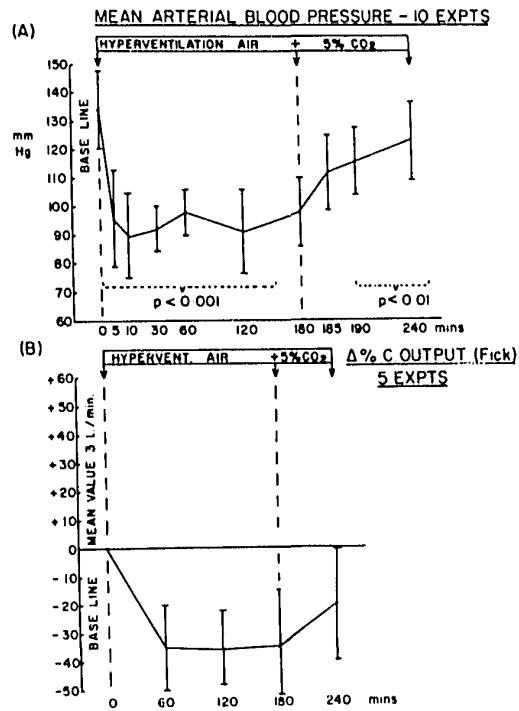 MEAN ARTERIAL BLOOD PRESSURE - 10 EXPTS
(A)
HYPERVENTILATION AIR + 5% CO2
150
140
130
120
110
100
90
80
70
60
mm
Hg
BASE LINE
p < 0.001
p < 0.01
0 5 10 30 60 120 180 185 190 240 mins
(B)
HYPERVENT. AIR +5%CO2
Δ% C OUTPUT (FICK)
5 EXPTS
+60
+50
+40
+30
+20
+10
0
-10
-20
-30
-40
-50
MEAN VALUE 3 L./min.
BASE LINE
0 60 120 180 240 mins